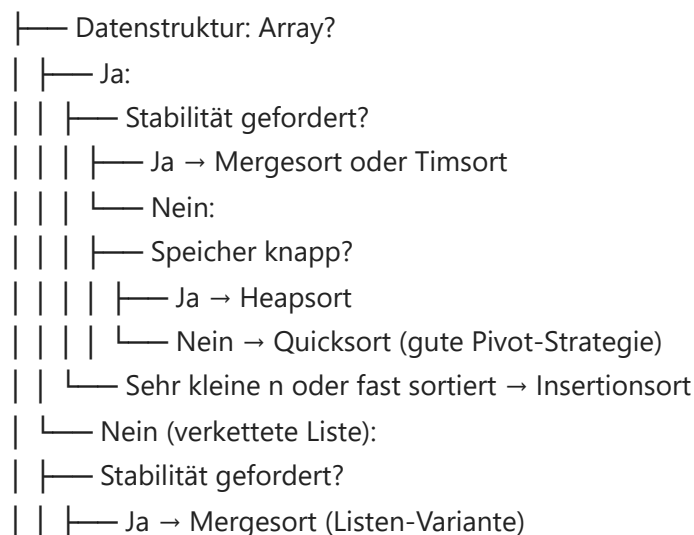 ├── Datenstruktur: Array?
│ ├── Ja:
│ │ ├── Stabilität gefordert?
│ │ │ ├── Ja → Mergesort oder Timsort
│ │ │ └── Nein:
│ │ │ ├── Speicher knapp?
│ │ │ │ ├── Ja → Heapsort
│ │ │ │ └── Nein → Quicksort (gute Pivot-Strategie)
│ │ └── Sehr kleine n oder fast sortiert → Insertionsort
│ └── Nein (verkettete Liste):
│ ├── Stabilität gefordert?
│ │ ├── Ja → Mergesort (Listen-Variante)